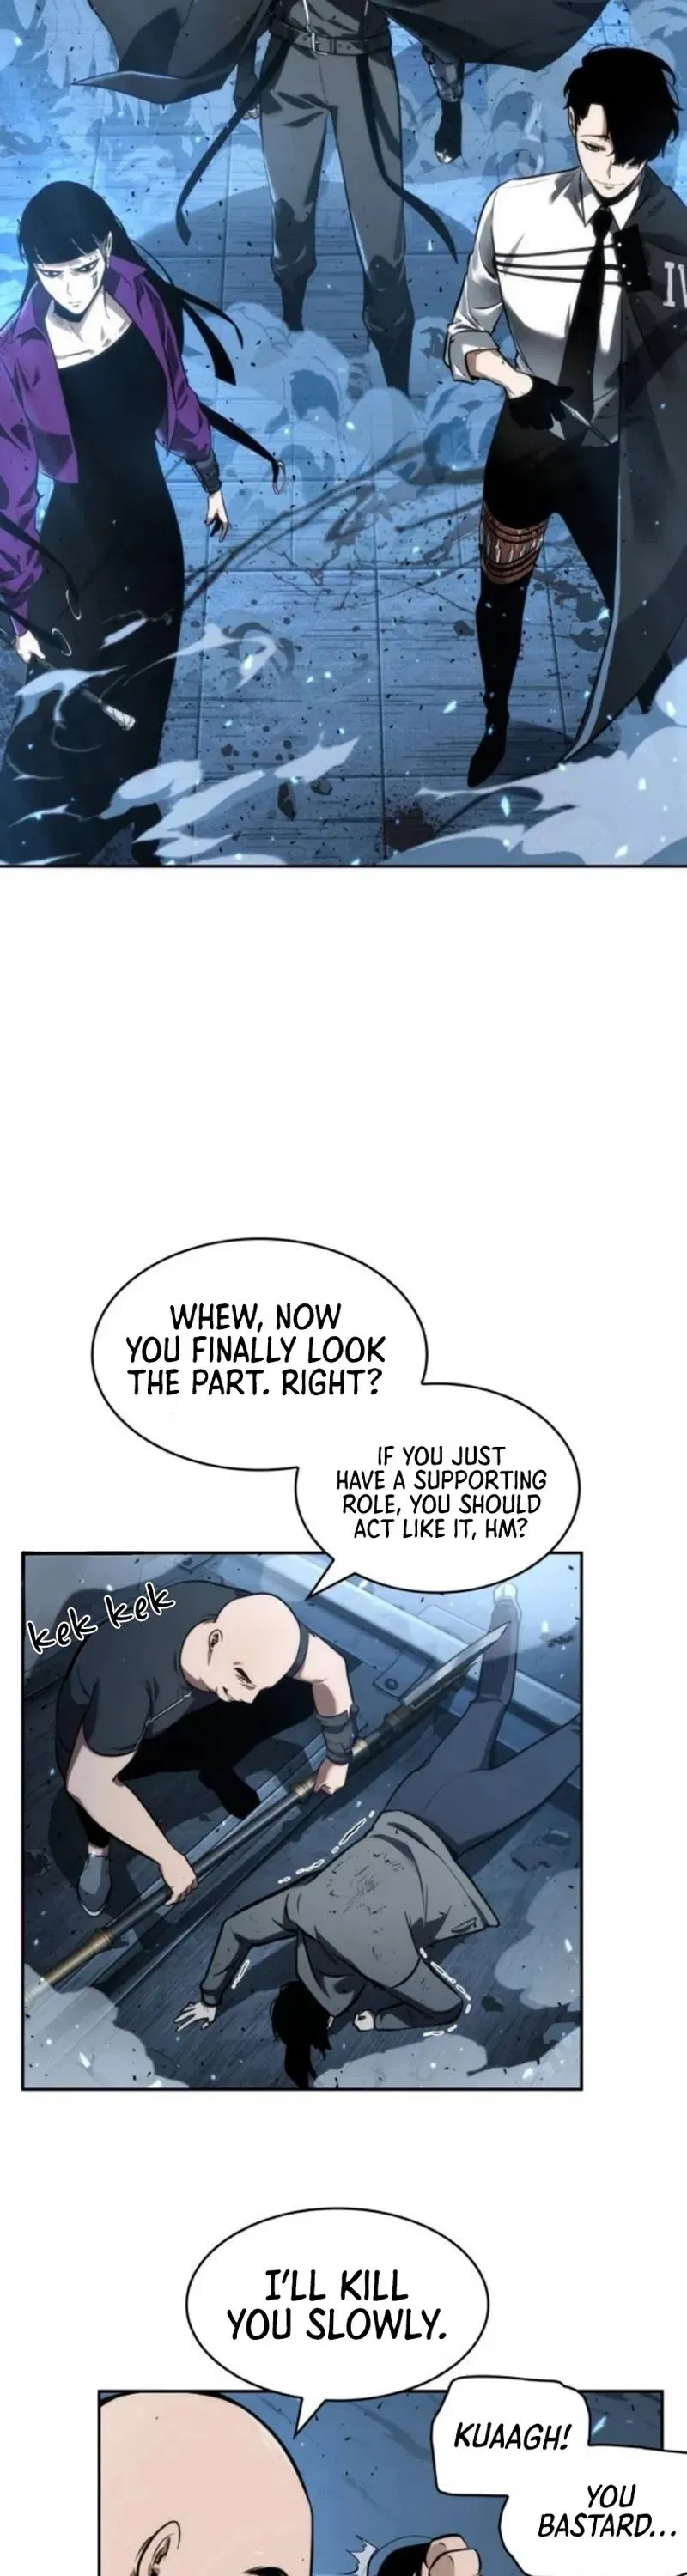 IV
WHEW, NOW
YOU FINALLY LOOK
THE PART. RIGHT?
IF YOU JUST
HAVE A SUPPORTING
ROLE, YOU SHOULD
ACT LIKE IT, HM?
kek kek
I'LL KILL
YOU SLOWLY.
KUAAGH!
YOU
BASTARD...